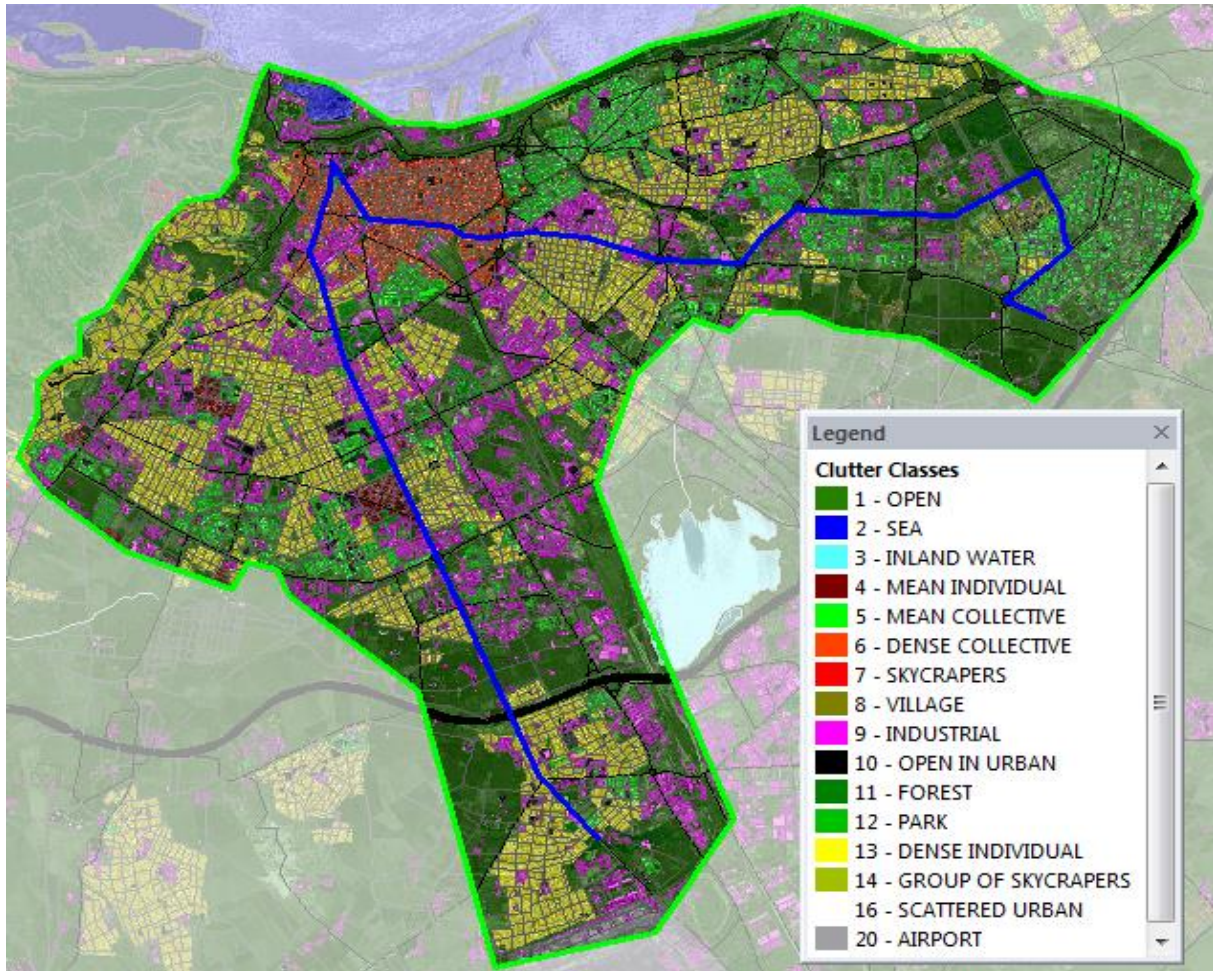 Legend
Clutter Classes
1 - OPEN
2 - SEA
3 - INLAND WATER
4 - MEAN INDIVIDUAL
5 - MEAN COLLECTIVE
6 - DENSE COLLECTIVE
7 - SKYCRAPERS
8 - VILLAGE
9 - INDUSTRIAL
10 - OPEN IN URBAN
11 - FOREST
12 - PARK
13 - DENSE INDIVIDUAL
14 - GROUP OF SKYCRAPERS
16 - SCATTERED URBAN
20 - AIRPORT